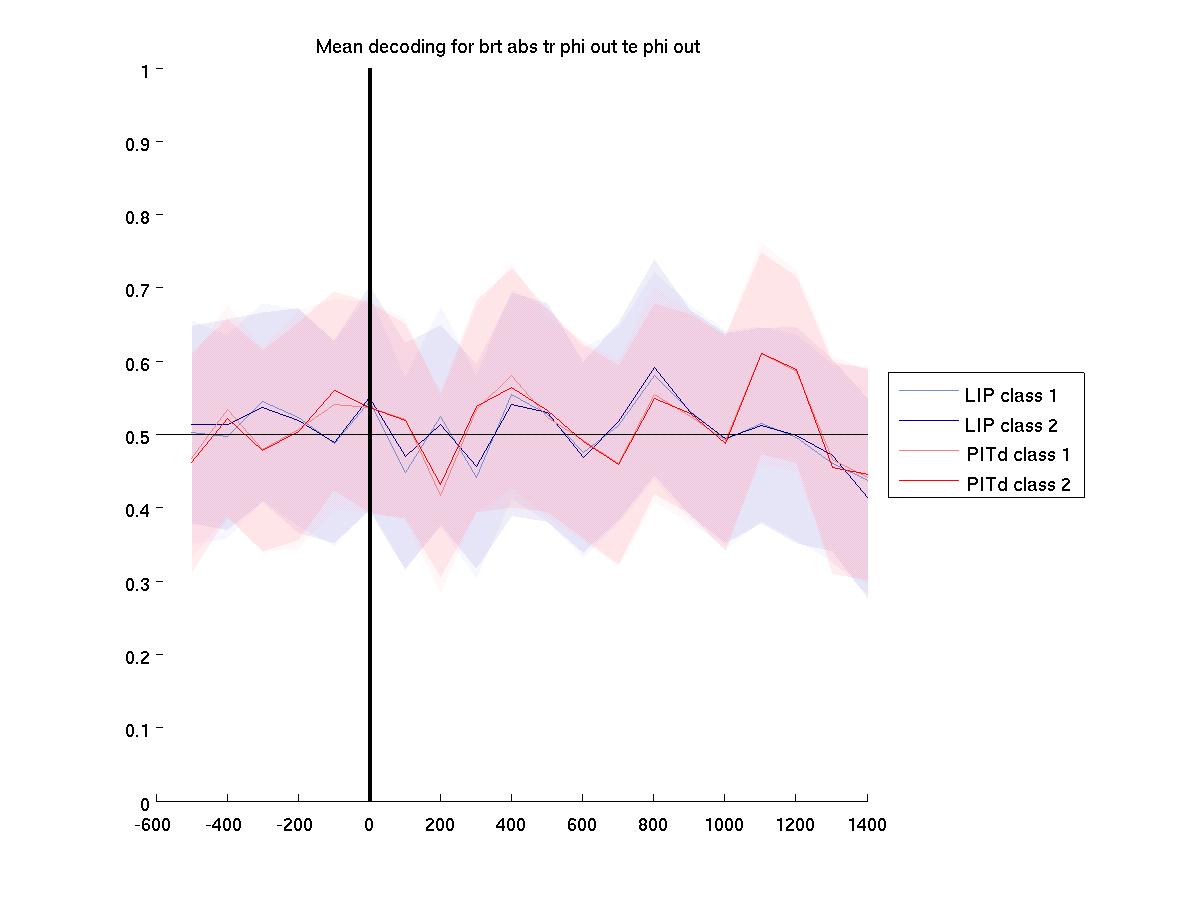 Mean decoding for brt abs tr phi out te phi out
1
0.9
0.8
0.7
0.6
0.5
0.4
0.3
0.2
0.1
0
-600 -400 -200 0 200 400 600 800 1000 1200 1400
LIP class 1
LIP class 2
PITd class 1
PITd class 2